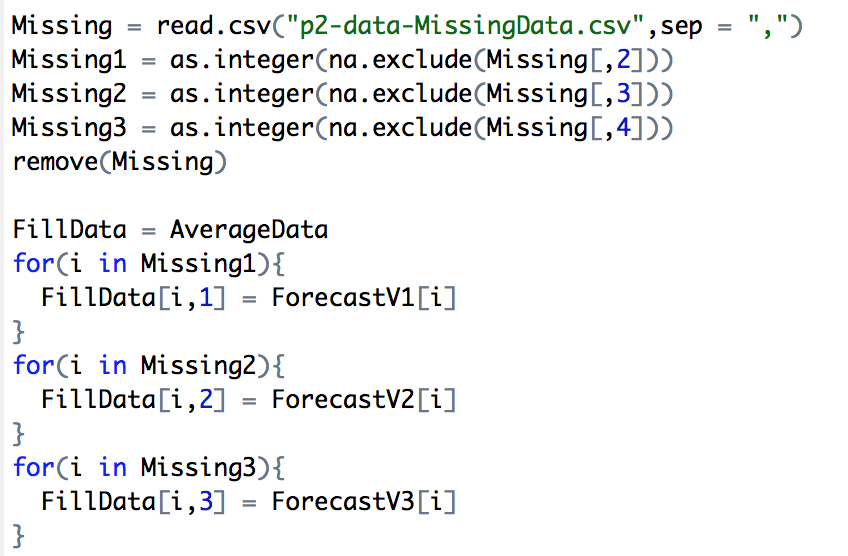 Missing = read.csv("p2-data-MissingData.csv",sep = ",")
Missing1 = as.integer(na.exclude(Missing[,2]))
Missing2 = as.integer(na.exclude(Missing[,3]))
Missing3 = as.integer(na.exclude(Missing[,4]))
remove(Missing)

FillData = AverageData
for(i in Missing1){
  FillData[i,1] = ForecastV1[i]
}
for(i in Missing2){
  FillData[i,2] = ForecastV2[i]
}
for(i in Missing3){
  FillData[i,3] = ForecastV3[i]
}